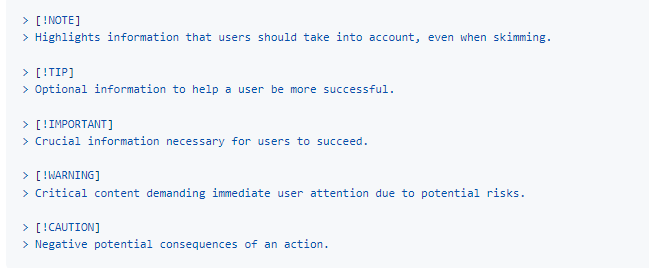 > [!NOTE]
> Highlights information that users should take into account, even when skimming.
> [!TIP]
> Optional information to help a user be more successful.
> [!IMPORTANT]
> Crucial information necessary for users to succeed.
> [!WARNING]
> Critical content demanding immediate user attention due to potential risks.
> [!CAUTION]
> Negative potential consequences of an action.